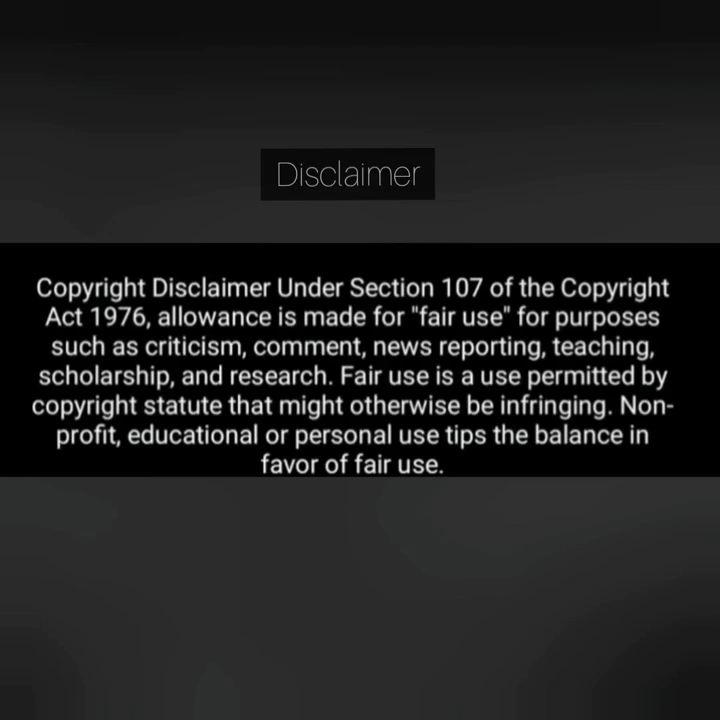 Disclaimer
Copyright Disclaimer Under Section 107 of the Copyright
Act 1976, allowance is made for "fair use" for purposes
such as criticism, comment, news reporting, teaching,
scholarship, and research. Fair use is a use permitted by
copyright statute that might otherwise be infringing. Non-
profit, educational or personal use tips the balance in
favor of fair use.